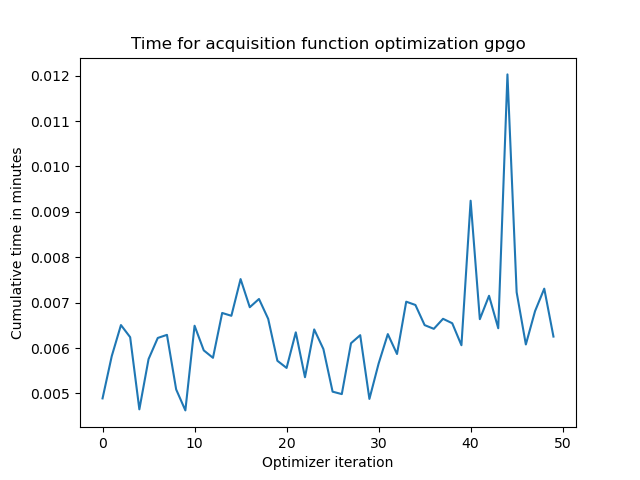 Time for acquisition function optimization gpgo
0.012
0.011
0.010
0.009
0.008
0.007
0.006
0.005
Cumulative time in minutes
0 10 20 30 40 50
Optimizer iteration